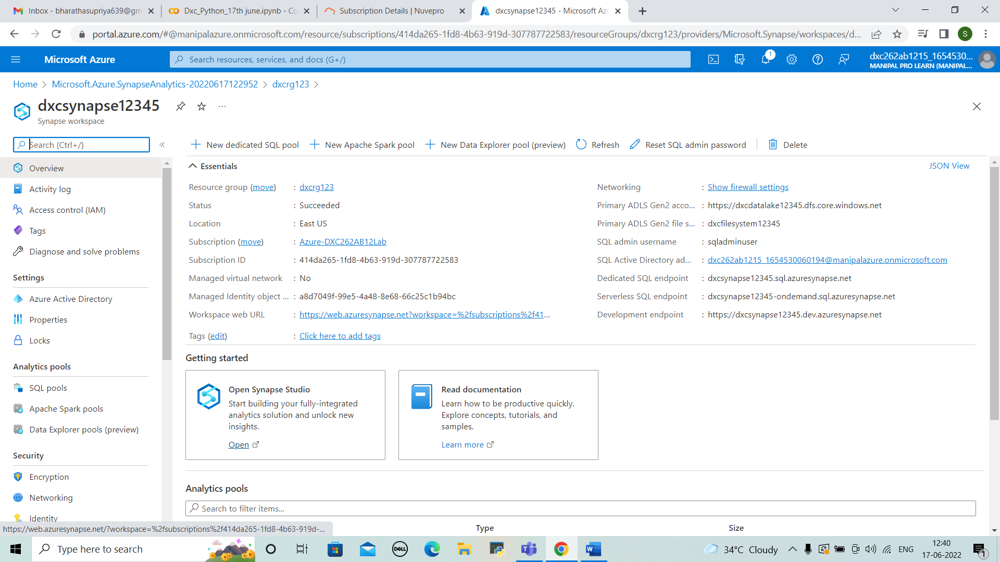 Inbox - bharathasupriya639@gm
Dxc_Python_17th june.ipynb - Co
Subscription Details | Nuvepro
dxcsynapse12345 - Microsoft Az
portal.azure.com/#@manipalazure.onmicrosoft.com/resource/subscriptions/414da265-1fd8-4b63-919d-307787722583/resourceGroups/dxcrg123/providers/Microsoft.Synapse/workspaces/d...
S
Microsoft Azure
Search resources, services, and docs (G+/)
1
dxc262ab1215_1654530...
MANIPAL PRO LEARN (MANIPAL...
Home > Microsoft.Azure.SynapseAnalytics-20220617122952 > dxcrg123 >
dxcsynapse12345
Synapse workspace
Search (Ctrl+/)
«
New dedicated SQL pool
New Apache Spark pool
New Data Explorer pool (preview)
Refresh
Reset SQL admin password
Delete
Overview
Activity log
Access control (IAM)
Tags
Diagnose and solve problems
Settings
Azure Active Directory
Properties
Locks
Analytics pools
SQL pools
Apache Spark pools
Data Explorer pools (preview)
Security
Encryption
Networking
Identity
Essentials
JSON View
Resource group (move) : dxcrg123
Status : Succeeded
Location : East US
Subscription (move) : Azure-DXC262AB12Lab
Subscription ID : 414da265-1fd8-4b63-919d-307787722583
Managed virtual network : No
Managed Identity object ... : a8d7049f-99e5-4a48-8e68-66c25c1b94bc
Workspace web URL : https://web.azuresynapse.net?workspace=%2fsubscriptions%2f41...
Tags (edit) : Click here to add tags
Networking : Show firewall settings
Primary ADLS Gen2 acco... : https://dxcdatalake12345.dfs.core.windows.net
Primary ADLS Gen2 file s... : dxcfilesystem12345
SQL admin username : sqladminuser
SQL Active Directory ad... : dxc262ab1215_1654530060194@manipalazure.onmicrosoft.com
Dedicated SQL endpoint : dxcsynapse12345.sql.azuresynapse.net
Serverless SQL endpoint : dxcsynapse12345-ondemand.sql.azuresynapse.net
Development endpoint : https://dxcsynapse12345.dev.azuresynapse.net
Getting started
Open Synapse Studio
Start building your fully-integrated
analytics solution and unlock new
insights.
Open
Read documentation
Learn how to be productive quickly.
Explore concepts, tutorials, and
samples.
Learn more
Analytics pools
Search to filter items...
Type
Size
https://web.azuresynapse.net/?workspace=%2fsubscriptions%2f414da265-1fd8-4b63-919d-...
Type here to search
DELL
W
34°C Cloudy
ENG
12:40
17-06-2022
1